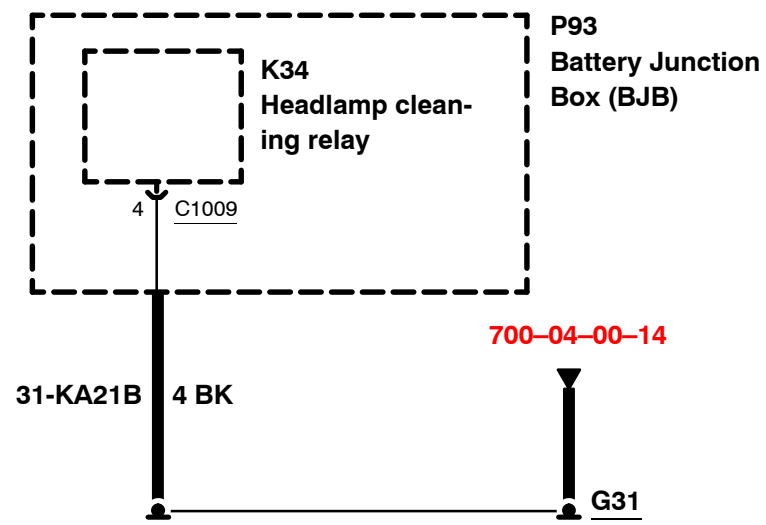 P93
Battery Junction
Box (BJB)
K34
Headlamp clean-
ing relay
4 C1009
700–04–00–14
31-KA21B 4 BK
G31